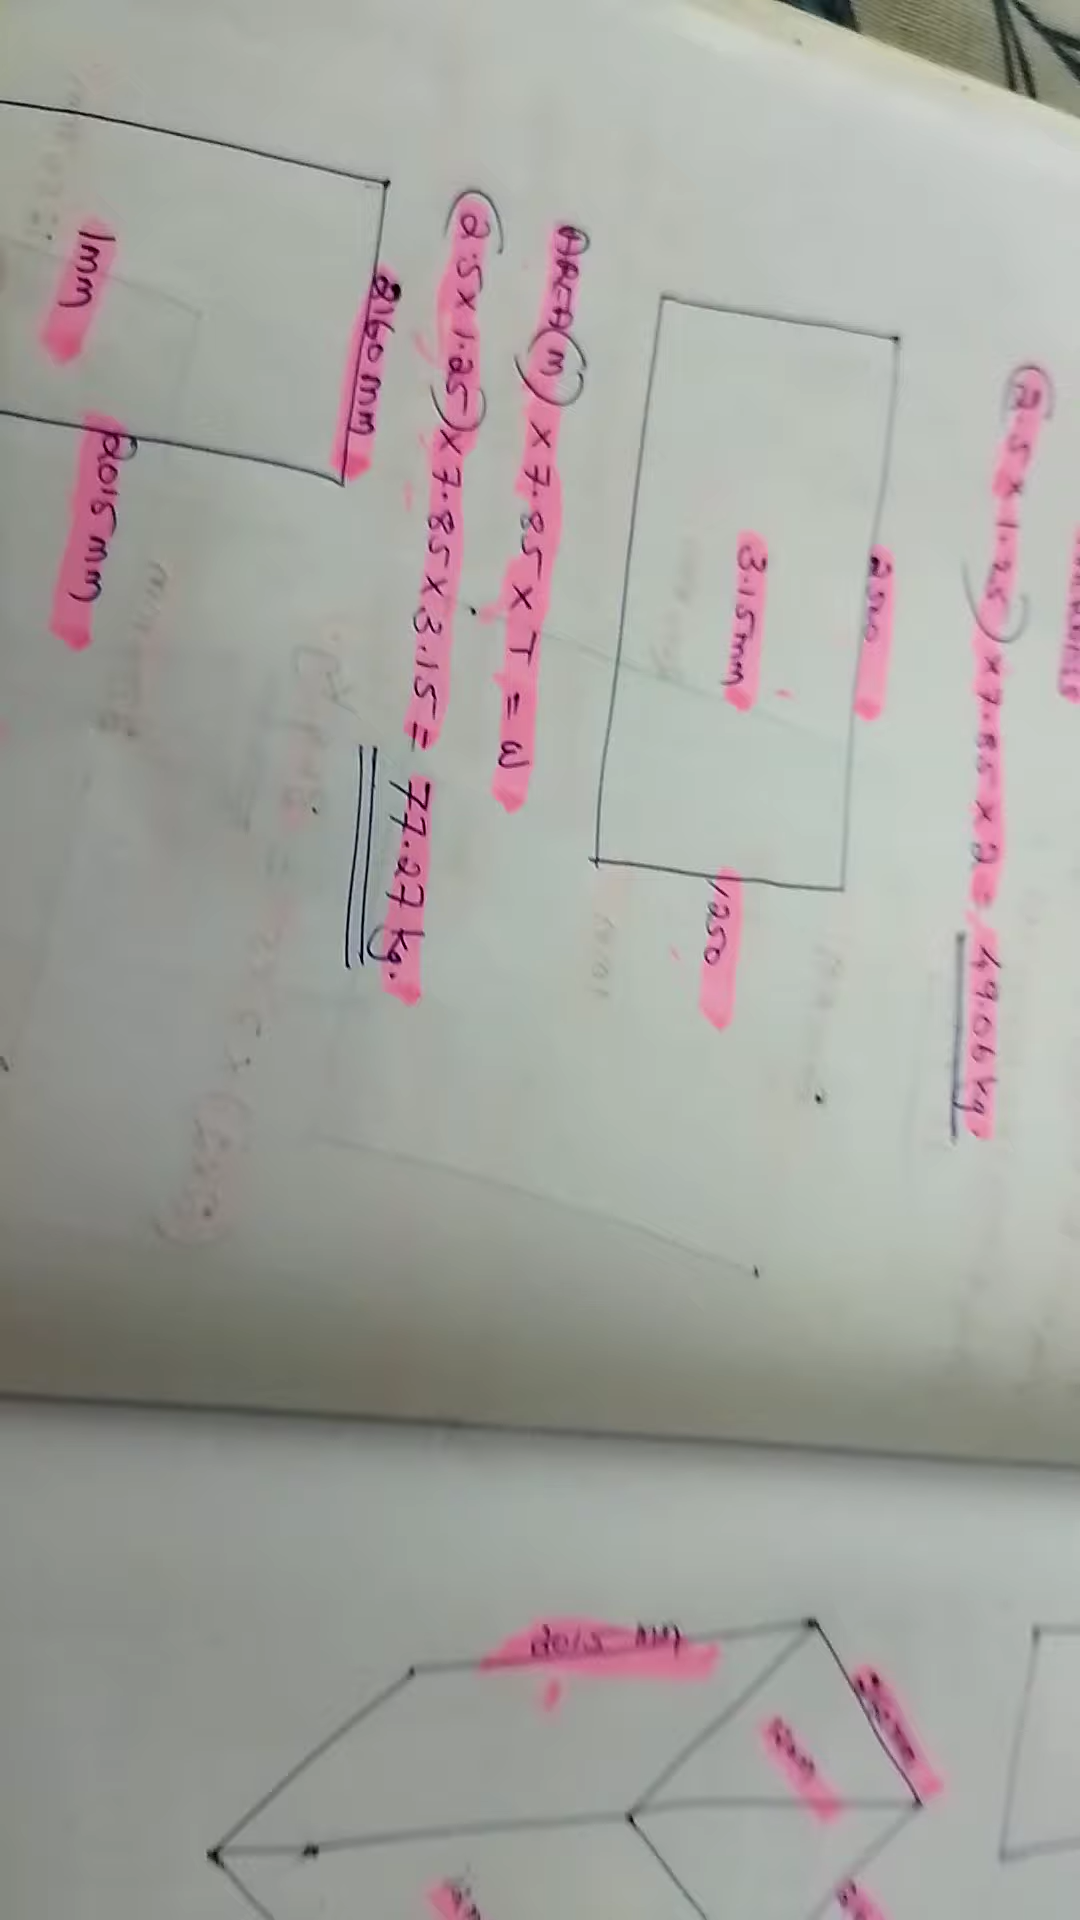 (2.5 x 1.25) x 7.85 x 2 = 49.06 kg.
2500
3.15mm
1250
AREA(m) x 7.85 x T = W
(2.5 x 1.25) x 7.85 x 3.15 = 77.27 kg.
2160 mm
1mm
2015 mm
2015 mm